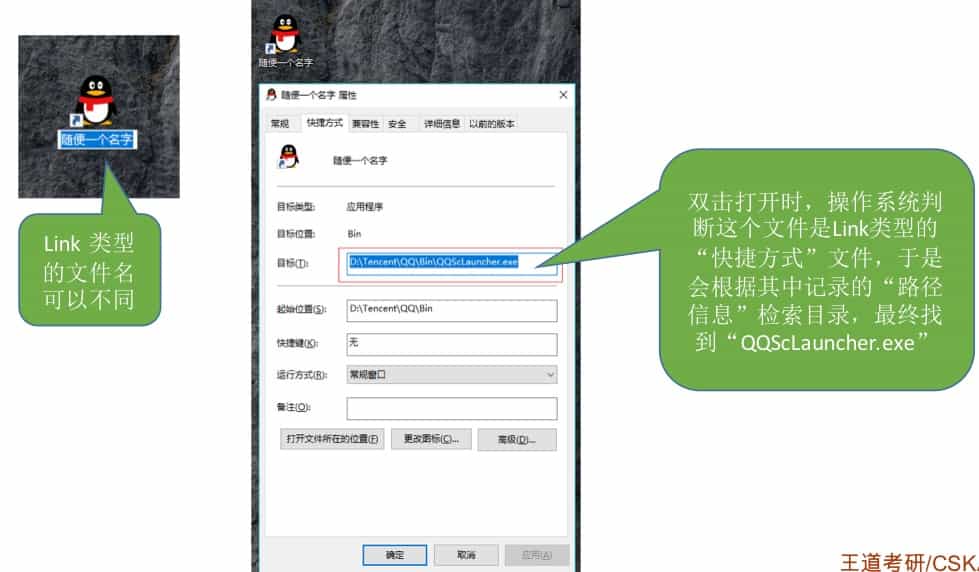 随便一个名字
Link 类型
的文件名
可以不同
随便一个名字
随便一个名字 属性
常规 快捷方式 兼容性 安全 详细信息 以前的版本
随便一个名字
目标类型: 应用程序
目标位置: Bin
目标(T): D:\Tencent\QQ\Bin\QQScLauncher.exe
起始位置(S): D:\Tencent\QQ\Bin
快捷键(K): 无
运行方式(R): 常规窗口
备注(O):
打开文件所在的位置(F) 更改图标(C)... 高级(D)...
确定 取消 应用(A)
双击打开时，操作系统判
断这个文件是Link类型的
“快捷方式”文件，于是
会根据其中记录的“路径
信息”检索目录，最终找
到“QQScLauncher.exe”
王道考研/CSK